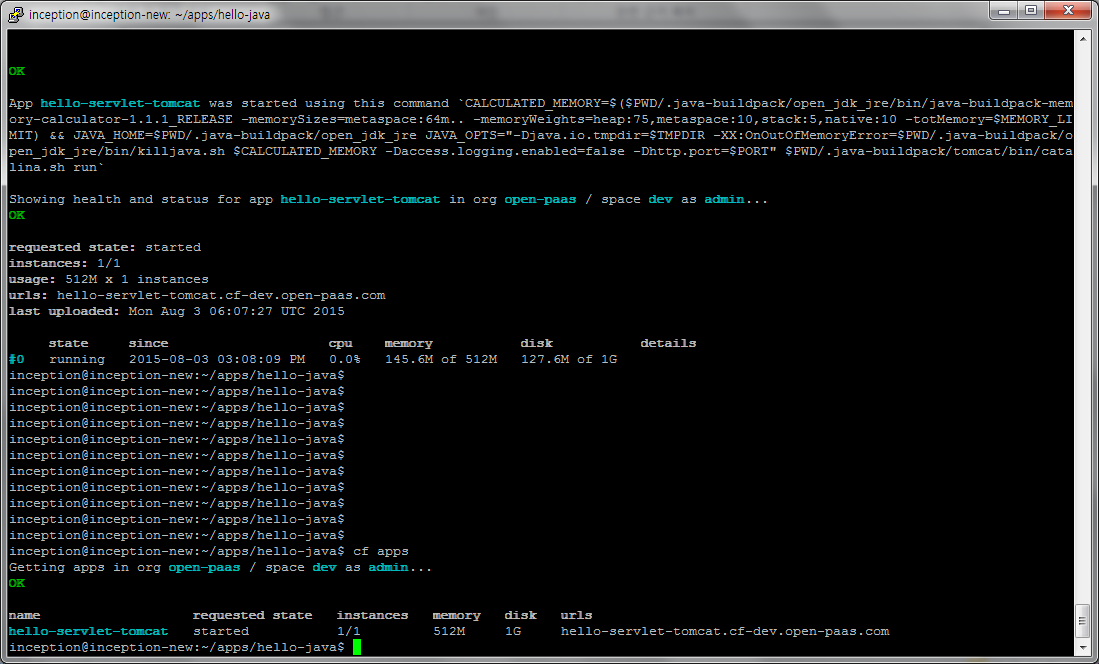 inception@inception-new: ~/apps/hello-java
OK
App hello-servlet-tomcat was started using this command `CALCULATED_MEMORY=$($PWD/.java-buildpack/open_jdk_jre/bin/java-buildpack-mem
ory-calculator-1.1.1_RELEASE -memorySizes=metaspace:64m.. -memoryWeights=heap:75,metaspace:10,stack:5,native:10 -totMemory=$MEMORY_LI
MIT) && JAVA_HOME=$PWD/.java-buildpack/open_jdk_jre JAVA_OPTS="-Djava.io.tmpdir=$TMPDIR -XX:OnOutOfMemoryError=$PWD/.java-buildpack/o
pen_jdk_jre/bin/killjava.sh $CALCULATED_MEMORY -Daccess.logging.enabled=false -Dhttp.port=$PORT" $PWD/.java-buildpack/tomcat/bin/cata
lina.sh run`
Showing health and status for app hello-servlet-tomcat in org open-paas / space dev as admin...
OK
requested state: started
instances: 1/1
usage: 512M x 1 instances
urls: hello-servlet-tomcat.cf-dev.open-paas.com
last uploaded: Mon Aug 3 06:07:27 UTC 2015
state since cpu memory disk details
#0 running 2015-08-03 03:08:09 PM 0.0% 145.6M of 512M 127.6M of 1G
inception@inception-new:~/apps/hello-java$
inception@inception-new:~/apps/hello-java$
inception@inception-new:~/apps/hello-java$
inception@inception-new:~/apps/hello-java$
inception@inception-new:~/apps/hello-java$
inception@inception-new:~/apps/hello-java$
inception@inception-new:~/apps/hello-java$
inception@inception-new:~/apps/hello-java$
inception@inception-new:~/apps/hello-java$
inception@inception-new:~/apps/hello-java$
inception@inception-new:~/apps/hello-java$
inception@inception-new:~/apps/hello-java$ cf apps
Getting apps in org open-paas / space dev as admin...
OK
name requested state instances memory disk urls
hello-servlet-tomcat started 1/1 512M 1G hello-servlet-tomcat.cf-dev.open-paas.com
inception@inception-new:~/apps/hello-java$